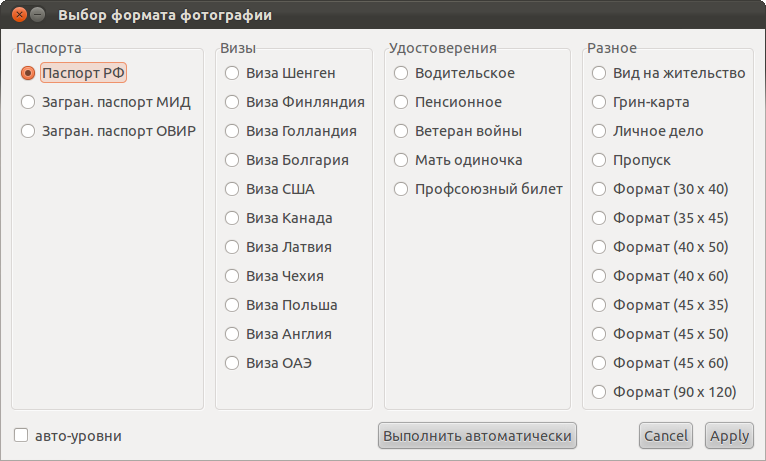 Выбор формата фотографии
Паспорта
Паспорт РФ
Загран. паспорт МИД
Загран. паспорт ОВИР
Визы
Виза Шенген
Виза Финляндия
Виза Голландия
Виза Болгария
Виза США
Виза Канада
Виза Латвия
Виза Чехия
Виза Польша
Виза Англия
Виза ОАЭ
Удостоверения
Водительское
Пенсионное
Ветеран войны
Мать одиночка
Профсоюзный билет
Разное
Вид на жительство
Грин-карта
Личное дело
Пропуск
Формат (30 x 40)
Формат (35 x 45)
Формат (40 x 50)
Формат (40 x 60)
Формат (45 x 35)
Формат (45 x 50)
Формат (45 x 60)
Формат (90 x 120)
авто-уровни
Выполнить автоматически
Cancel
Apply